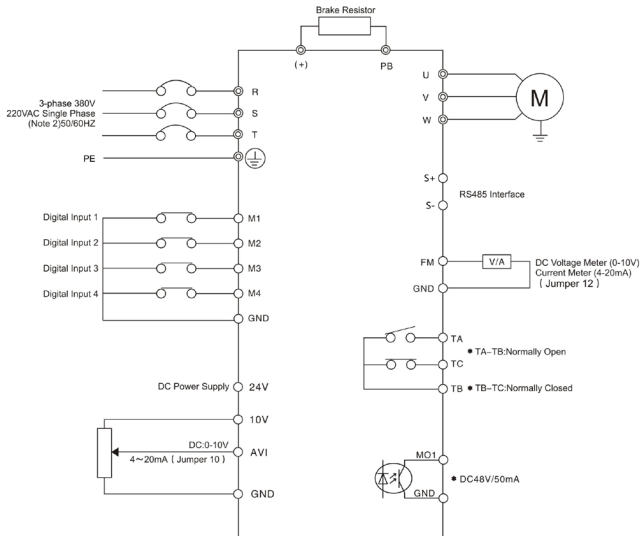 Brake Resistor
(+)
PB
R
S
T
3-phase 380V
220VAC Single Phase
(Note 2)50/60HZ
PE
U
V
W
M
S+
RS485 Interface
S-
Digital Input 1
M1
Digital Input 2
M2
Digital Input 3
M3
Digital Input 4
M4
GND
FM
V/A
DC Voltage Meter (0-10V)
Current Meter (4-20mA)
( Jumper 12 )
GND
TA
* TA-TB:Normally Open
TC
TB
* TB-TC:Normally Closed
DC Power Supply
24V
10V
DC:0-10V
4~20mA ( Jumper 10 )
AVI
GND
MO1
* DC48V/50mA
GND